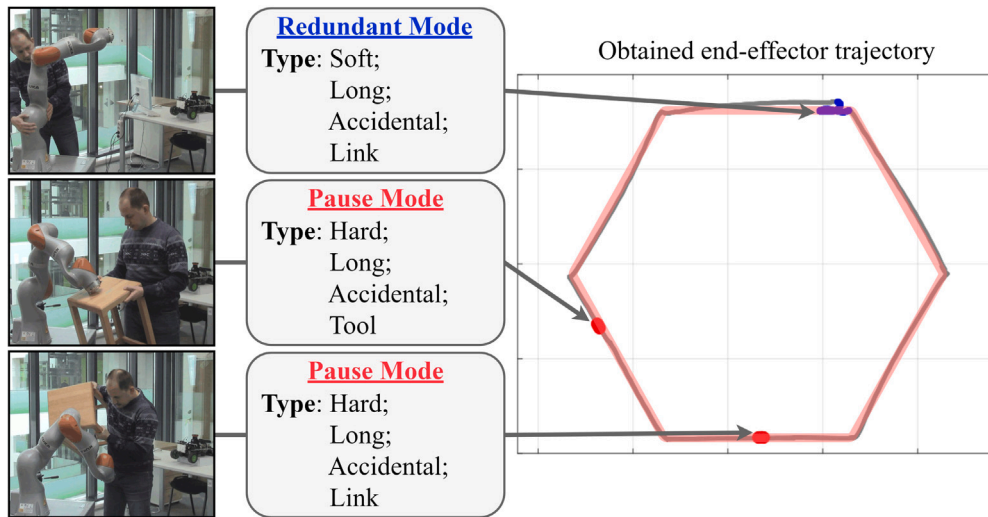 Redundant Mode
Type: Soft;
Long;
Accidental;
Link
Obtained end-effector trajectory
Pause Mode
Type: Hard;
Long;
Accidental;
Tool
Pause Mode
Type: Hard;
Long;
Accidental;
Link